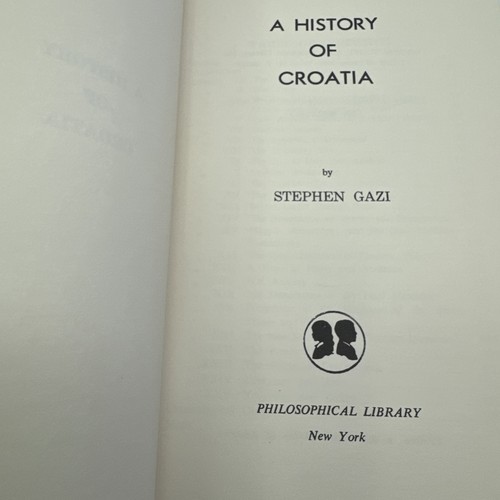 A HISTORY
OF
CROATIA
by
STEPHEN GAZI
PHILOSOPHICAL LIBRARY
New York